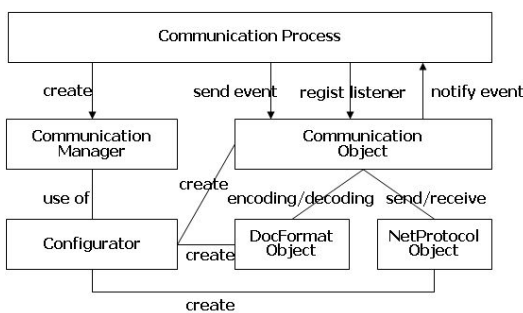 Communication Process
create
send event
regist listener
notify event
Communication
Manager
Communication
Object
use of
create
encoding/decoding
send/receive
Configurator
create
DocFormat
Object
NetProtocol
Object
create